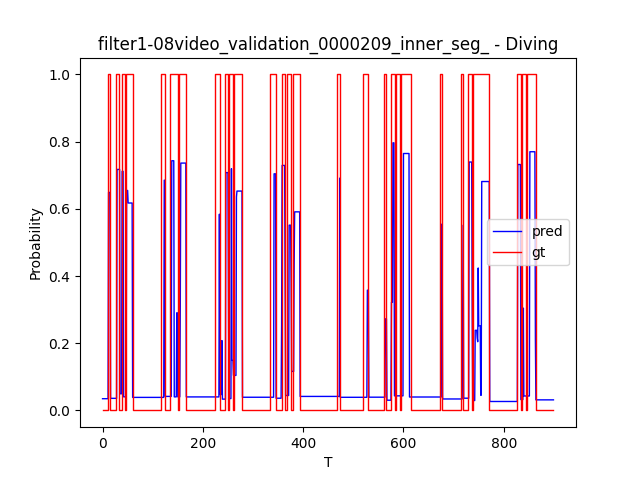 filter1-08video_validation_0000209_inner_seg_ - Diving
1.0
0.8
0.6
0.4
0.2
0.0
Probability
pred
gt
0 200 400 600 800
T